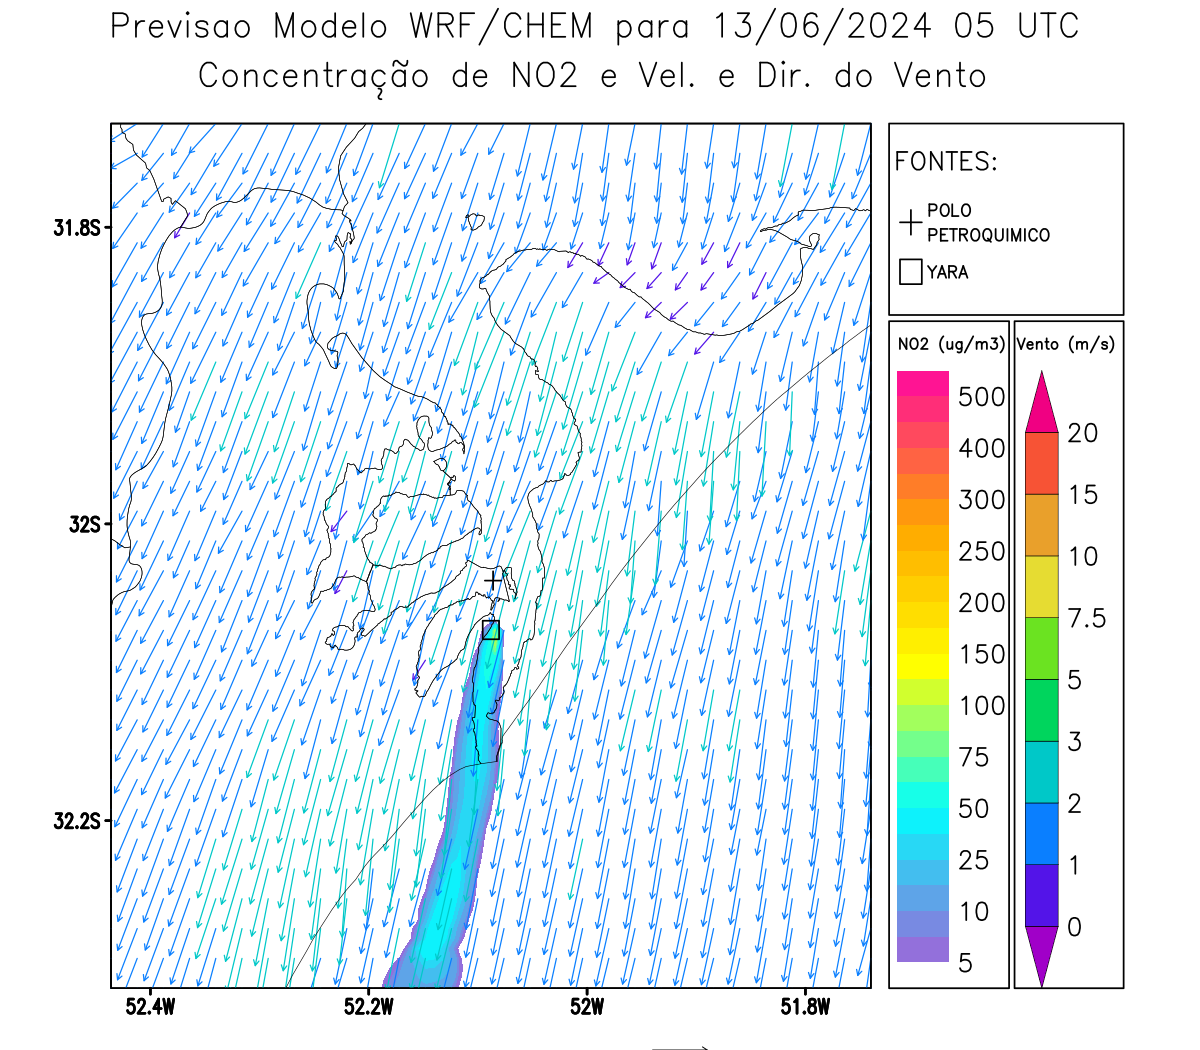 Previsao Modelo WRF/CHEM para 13/06/2024 05 UTC
Concentração de NO2 e Vel. e Dir. do Vento
FONTES:
POLO
PETROQUIMICO
YARA
NO2 (ug/m3)
500
400
300
250
200
150
100
75
50
25
10
5
Vento (m/s)
20
15
10
7.5
5
3
2
1
0
31.8S
32S
32.2S
52.4W
52.2W
52W
51.8W